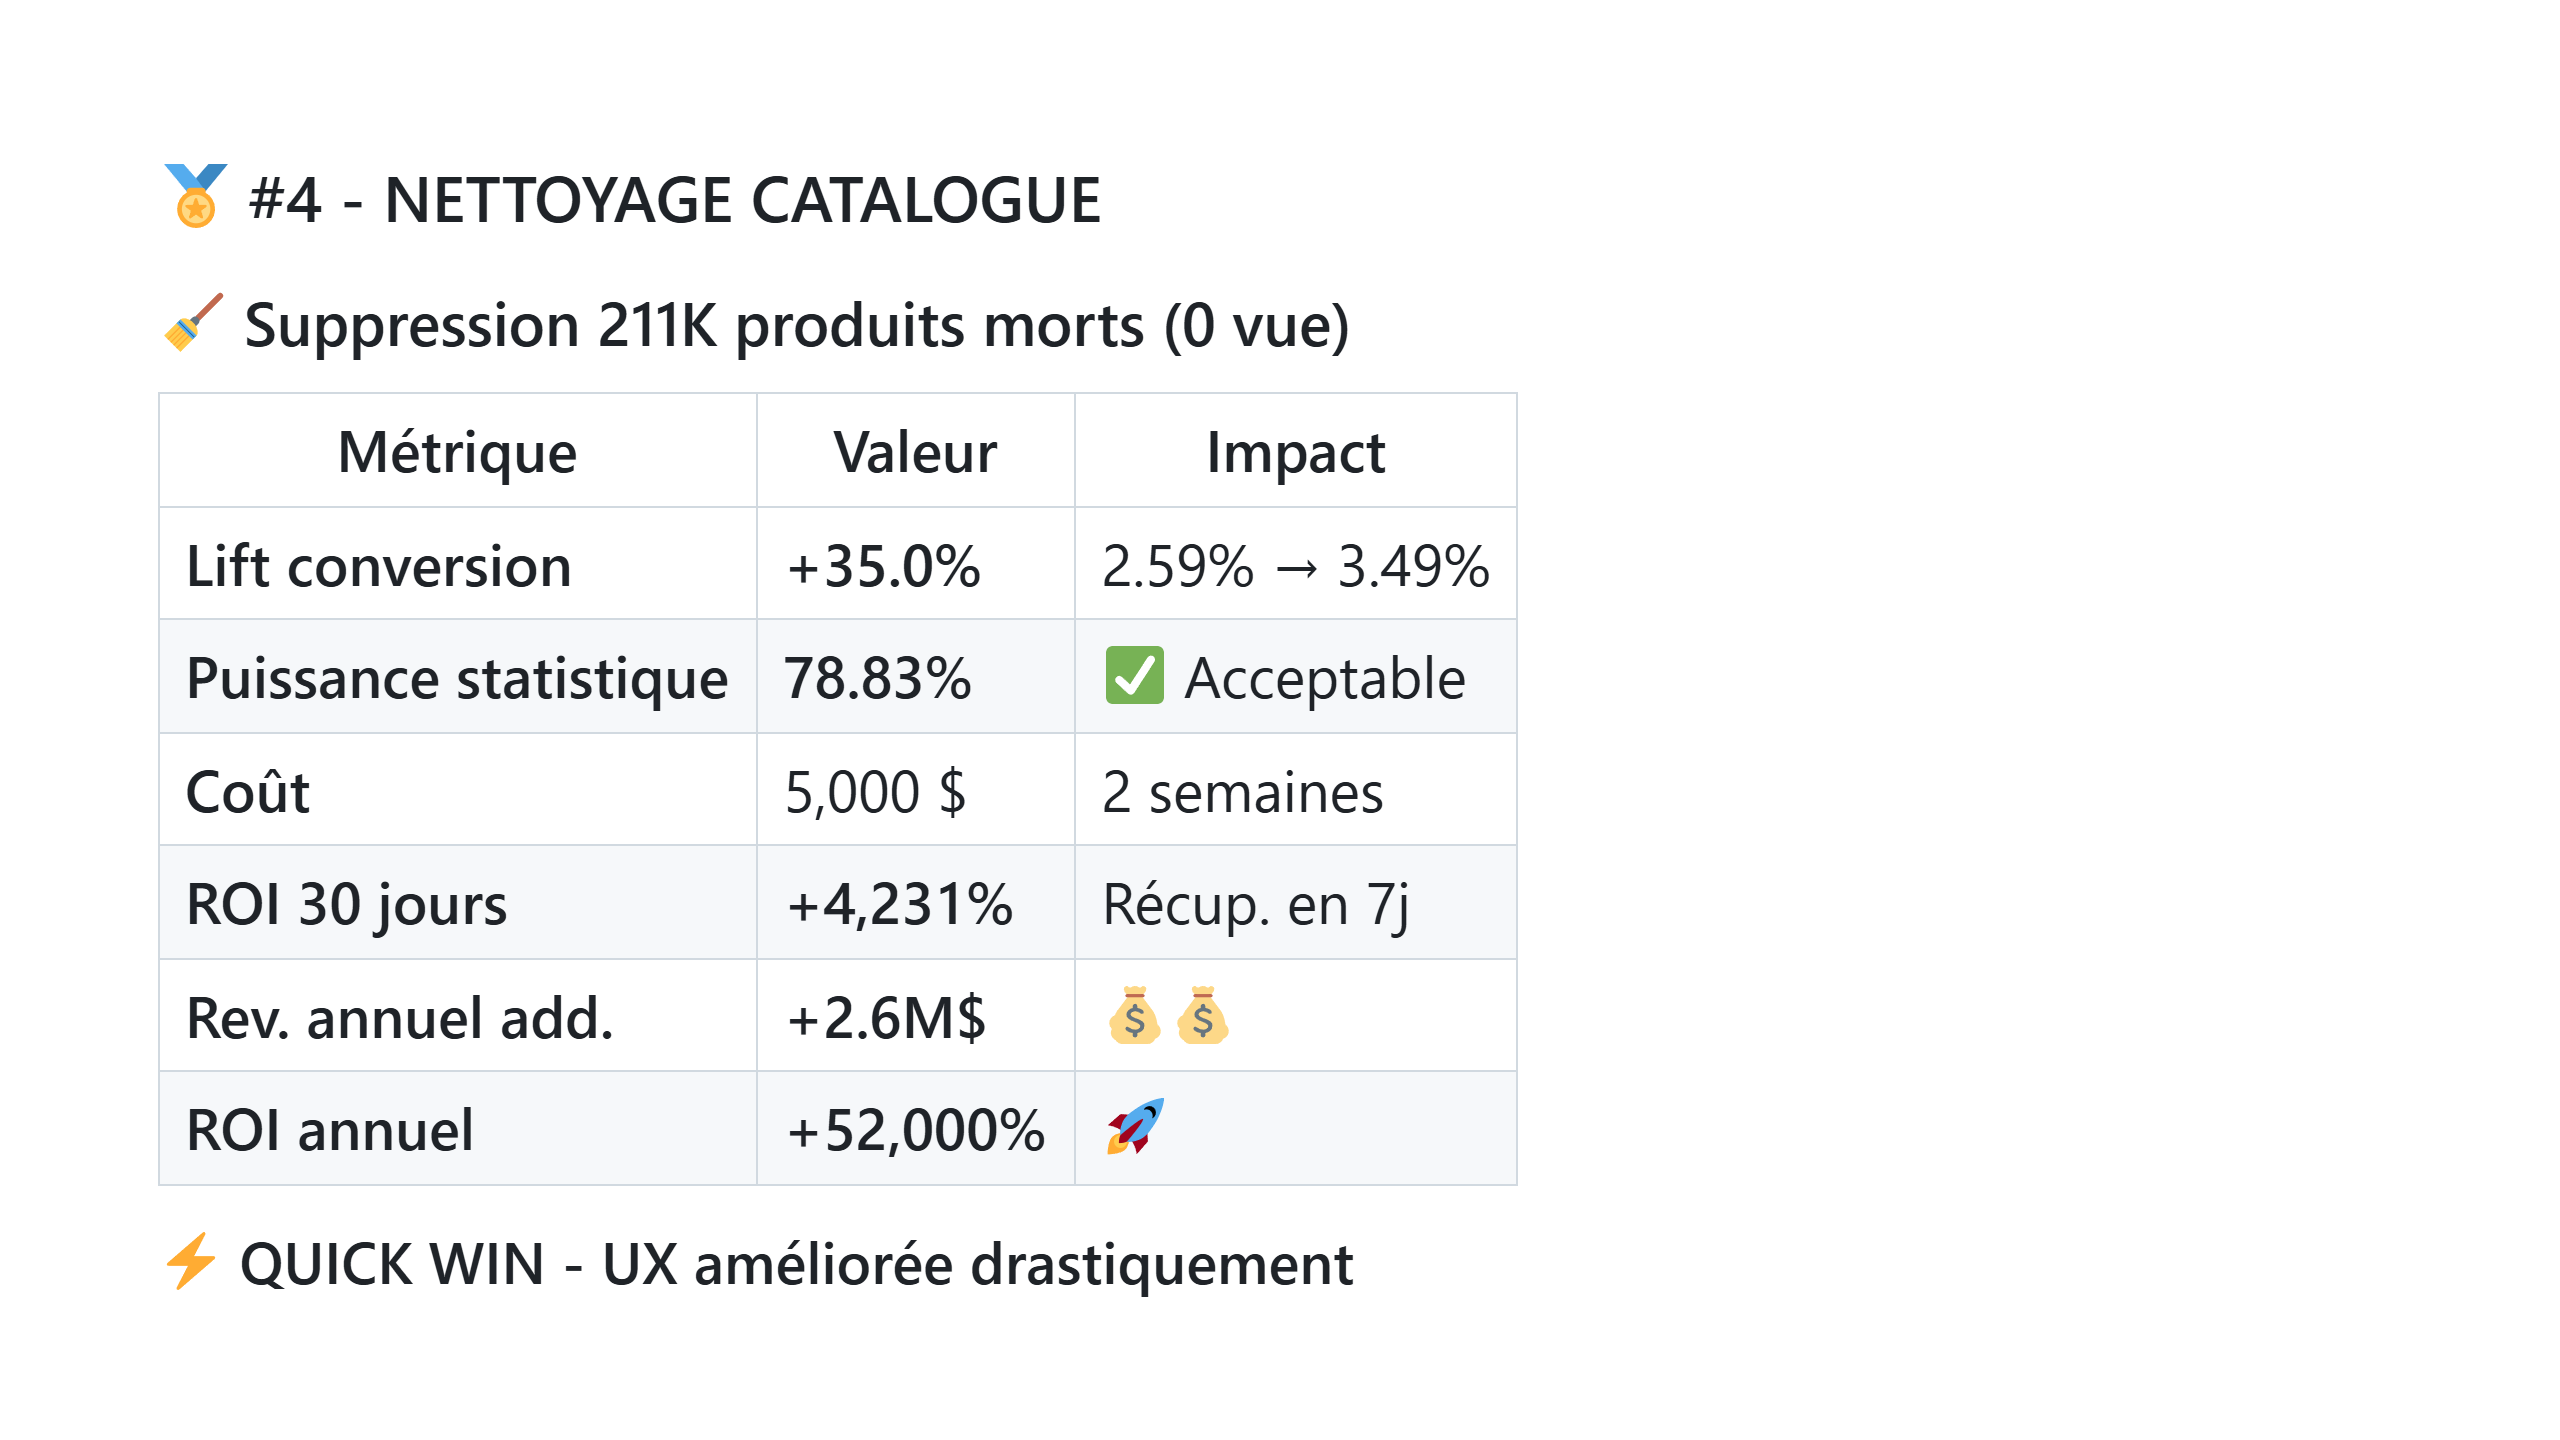 🏅 #4 - NETTOYAGE CATALOGUE
🧹 Suppression 211K produits morts (0 vue)
Métrique Valeur Impact
Lift conversion +35.0% 2.59% → 3.49%
Puissance statistique 78.83% ✅ Acceptable
Coût 5,000 $ 2 semaines
ROI 30 jours +4,231% Récup. en 7j
Rev. annuel add. +2.6M$ 💰💰
ROI annuel +52,000% 🚀
⚡ QUICK WIN - UX améliorée drastiquement